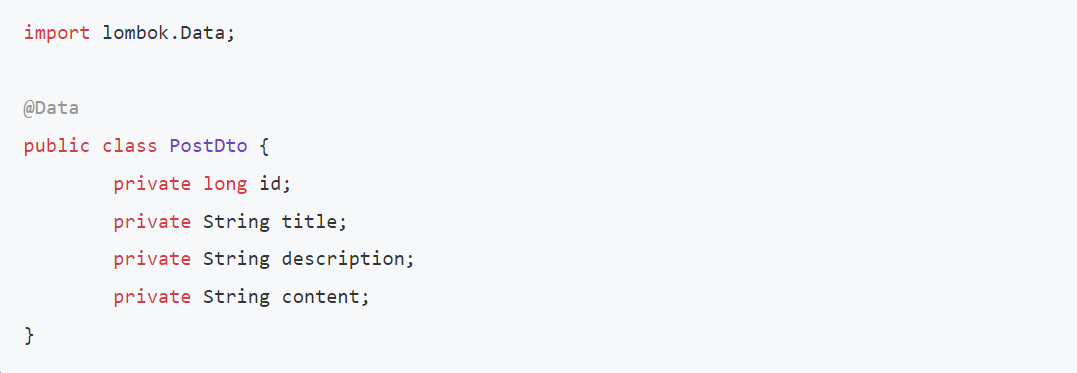 import lombok.Data;
@Data
public class PostDto {
private long id;
private String title;
private String description;
private String content;
}